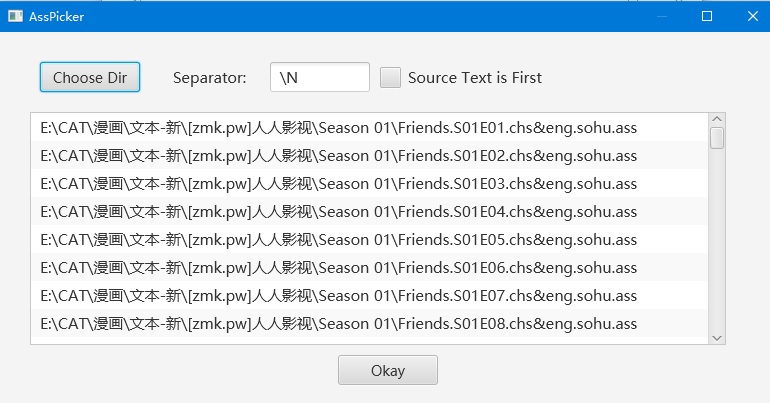 AssPicker
Choose Dir Separator: \N Source Text is First
E:\CAT\漫画\文本-新\[zmk.pw]人人影视\Season 01\Friends.S01E01.chs&eng.sohu.ass
E:\CAT\漫画\文本-新\[zmk.pw]人人影视\Season 01\Friends.S01E02.chs&eng.sohu.ass
E:\CAT\漫画\文本-新\[zmk.pw]人人影视\Season 01\Friends.S01E03.chs&eng.sohu.ass
E:\CAT\漫画\文本-新\[zmk.pw]人人影视\Season 01\Friends.S01E04.chs&eng.sohu.ass
E:\CAT\漫画\文本-新\[zmk.pw]人人影视\Season 01\Friends.S01E05.chs&eng.sohu.ass
E:\CAT\漫画\文本-新\[zmk.pw]人人影视\Season 01\Friends.S01E06.chs&eng.sohu.ass
E:\CAT\漫画\文本-新\[zmk.pw]人人影视\Season 01\Friends.S01E07.chs&eng.sohu.ass
E:\CAT\漫画\文本-新\[zmk.pw]人人影视\Season 01\Friends.S01E08.chs&eng.sohu.ass
Okay